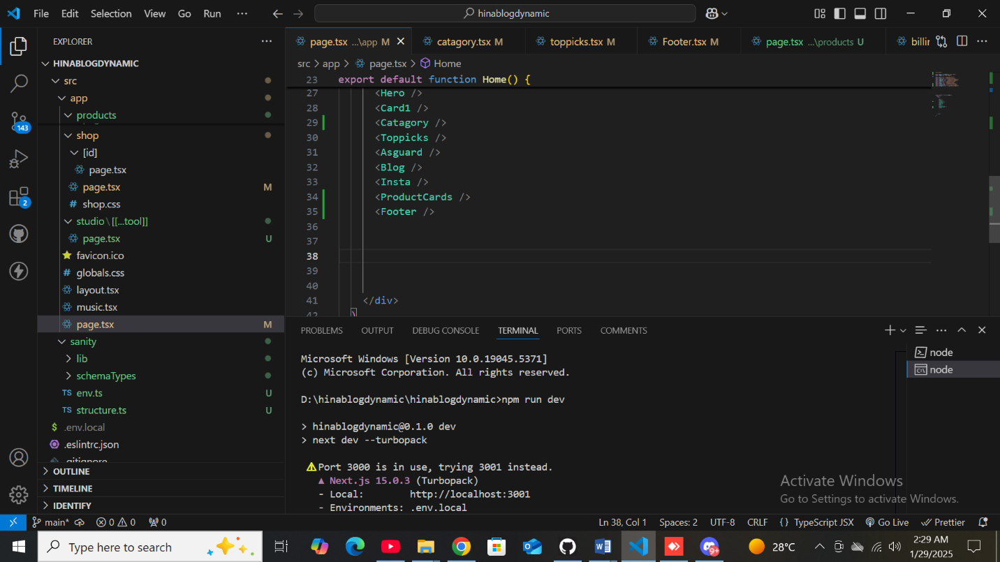 File Edit Selection View Go Run ··· hinablogdynamic
EXPLORER ···
HINABLOGDYNAMIC
src
app
products
shop
[id]
page.tsx
page.tsx M
shop.css
studio \ [[...tool]]
page.tsx U
favicon.ico
globals.css
layout.tsx
music.tsx
page.tsx M
sanity
lib
schemaTypes
TS env.ts U
TS structure.ts U
$ .env.local
.eslintrc.json
.gitignore
OUTLINE
TIMELINE
IDENTIFY
143
2
page.tsx ...\app M catagory.tsx M toppicks.tsx M Footer.tsx M page.tsx ...\products U billin
src > app > page.tsx > Home
23 export default function Home() {
27 <Hero />
28 <Card1 />
29 <Catagory />
30 <Toppicks />
31 <Asguard />
32 <Blog />
33 <Insta />
34 <ProductCards />
35 <Footer />
36
37
38
39
40
41 </div>
42 )
PROBLEMS OUTPUT DEBUG CONSOLE TERMINAL PORTS COMMENTS
Microsoft Windows [Version 10.0.19045.5371]
(c) Microsoft Corporation. All rights reserved.
D:\hinablogdynamic\hinablogdynamic>npm run dev
> hinablogdynamic@0.1.0 dev
> next dev --turbopack
⚠ Port 3000 is in use, trying 3001 instead.
▲ Next.js 15.0.3 (Turbopack)
- Local: http://localhost:3001
- Environments: .env.local
node
node
Activate Windows
Go to Settings to activate Windows.
main* 0 0 0 Ln 38, Col 1 Spaces: 2 UTF-8 CRLF {} TypeScript JSX Go Live Prettier
Type here to search 9+ 28°C 2:29 AM
1/29/2025